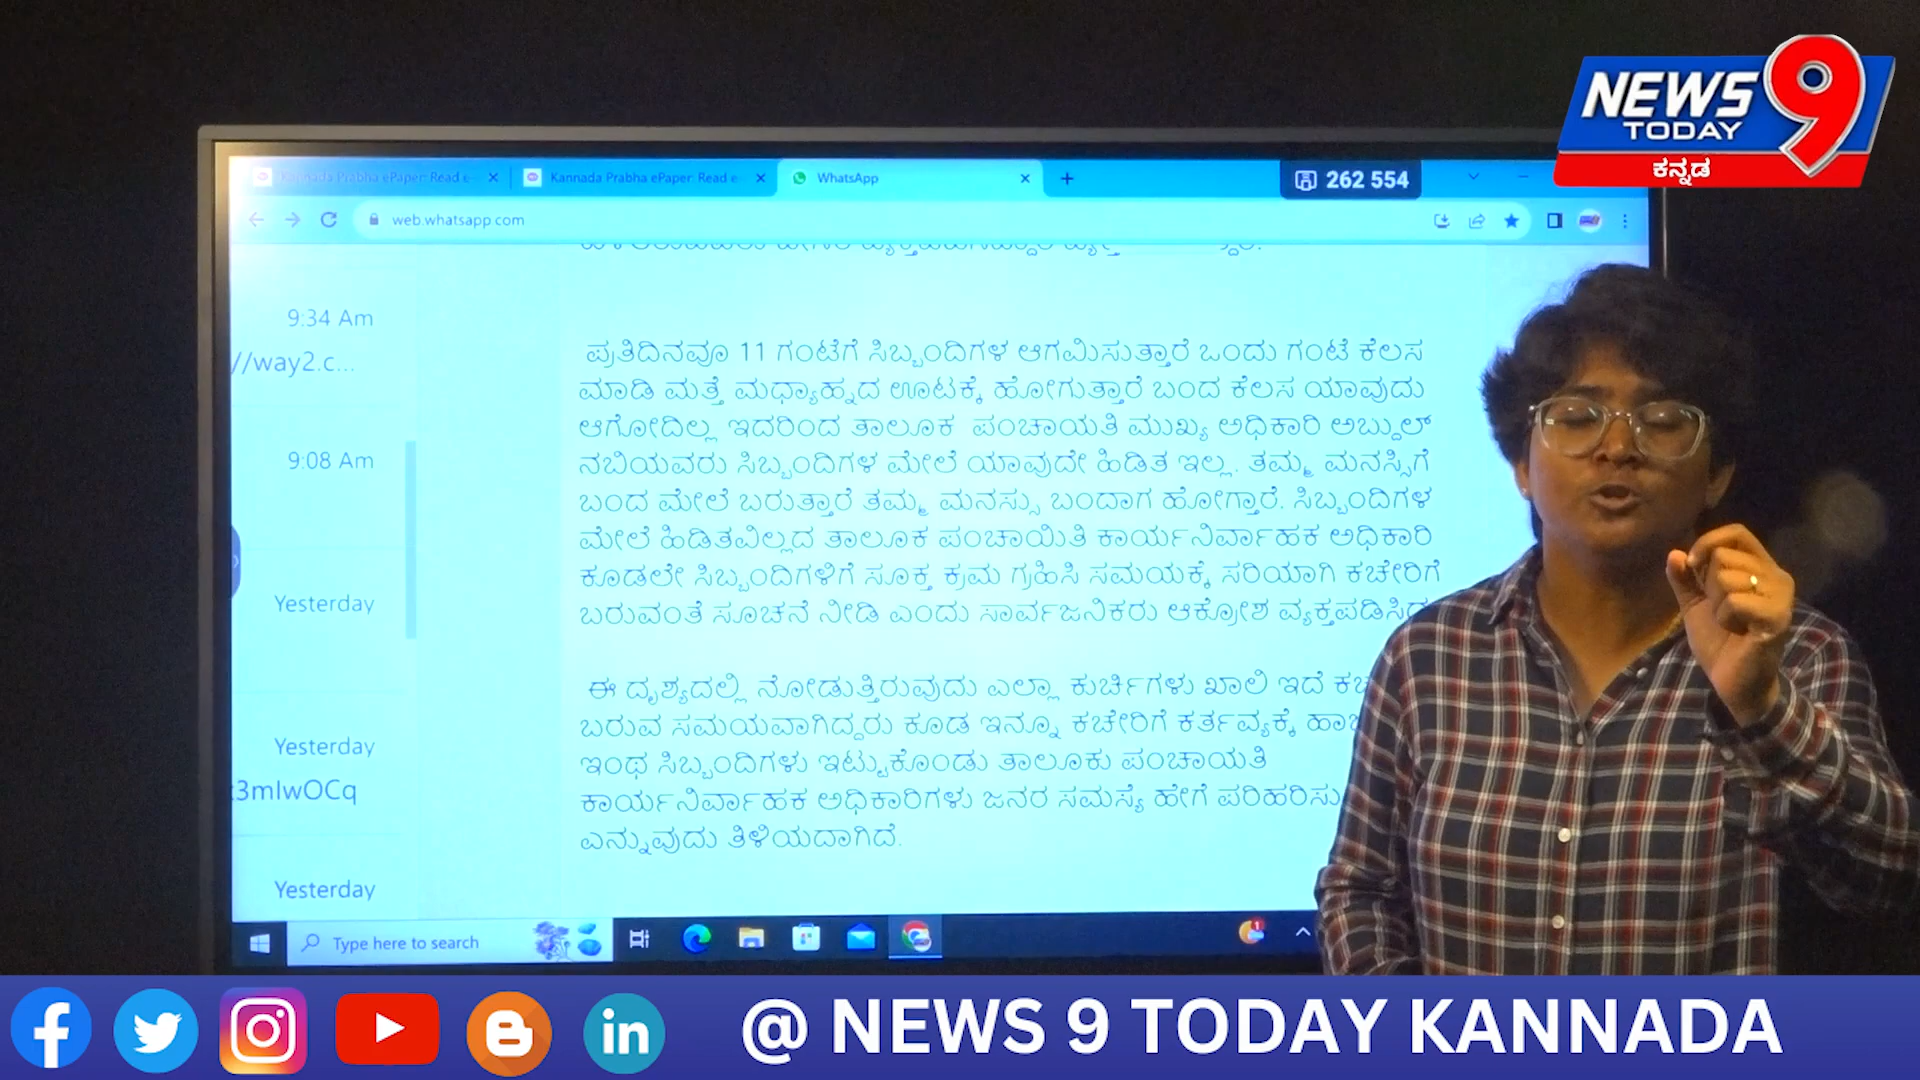 NEWS 9
TODAY
ಕನ್ನಡ
Kannada Prabha ePaper: Read e
Kannada Prabha ePaper: Read e
WhatsApp
262 554
web.whatsapp.com
9:34 Am
//way2.c...
9:08 Am
Yesterday
Yesterday
3mlwOCq
Yesterday
ಪ್ರತಿದಿನವೂ 11 ಗಂಟೆಗೆ ಸಿಬ್ಬಂದಿಗಳ ಆಗಮಿಸುತ್ತಾರೆ ಒಂದು ಗಂಟೆ ಕೆಲಸ
ಮಾಡಿ ಮತ್ತೆ ಮಧ್ಯಾಹ್ನದ ಊಟಕ್ಕೆ ಹೋಗುತ್ತಾರೆ ಬಂದ ಕೆಲಸ ಯಾವುದು
ಆಗೋದಿಲ್ಲ ಇದರಿಂದ ತಾಲೂಕ ಪಂಚಾಯತಿ ಮುಖ್ಯ ಅಧಿಕಾರಿ ಅಬ್ದುಲ್
ನಬಿಯವರು ಸಿಬ್ಬಂದಿಗಳ ಮೇಲೆ ಯಾವುದೇ ಹಿಡಿತ ಇಲ್ಲ. ತಮ್ಮ ಮನಸ್ಸಿಗೆ
ಬಂದ ಮೇಲೆ ಬರುತ್ತಾರೆ ತಮ್ಮ ಮನಸ್ಸು ಬಂದಾಗ ಹೋಗ್ತಾರೆ. ಸಿಬ್ಬಂದಿಗಳ
ಮೇಲೆ ಹಿಡಿತವಿಲ್ಲದ ತಾಲೂಕ ಪಂಚಾಯಿತಿ ಕಾರ್ಯನಿರ್ವಾಹಕ ಅಧಿಕಾರಿ
ಕೂಡಲೇ ಸಿಬ್ಬಂದಿಗಳಿಗೆ ಸೂಕ್ತ ಕ್ರಮ ಗ್ರಹಿಸಿ ಸಮಯಕ್ಕೆ ಸರಿಯಾಗಿ ಕಚೇರಿಗೆ
ಬರುವಂತೆ ಸೂಚನೆ ನೀಡಿ ಎಂದು ಸಾರ್ವಜನಿಕರು ಆಕ್ರೋಶ
ಈ ದೃಶ್ಯದಲ್ಲಿ ನೋಡುತ್ತಿರುವುದು ಎಲ್ಲಾ ಕುರ್ಚಿಗಳು ಖಾಲಿ ಇದೆ
ಬರುವ ಸಮಯವಾಗಿದ್ದರು ಕೂಡ ಇನ್ನೂ ಕಚೇರಿಗೆ ಕರ್ತವ್ಯಕ್ಕೆ
ಇಂಥ ಸಿಬ್ಬಂದಿಗಳು ಇಟ್ಟುಕೊಂಡು ತಾಲೂಕು ಪಂಚಾಯತಿ
ಕಾರ್ಯನಿರ್ವಾಹಕ ಅಧಿಕಾರಿಗಳು ಜನರ ಸಮಸ್ಯೆ ಹೇಗೆ
ಎನ್ನುವುದು ತಿಳಿಯದಾಗಿದೆ.
Type here to search
@ NEWS 9 TODAY KANNADA